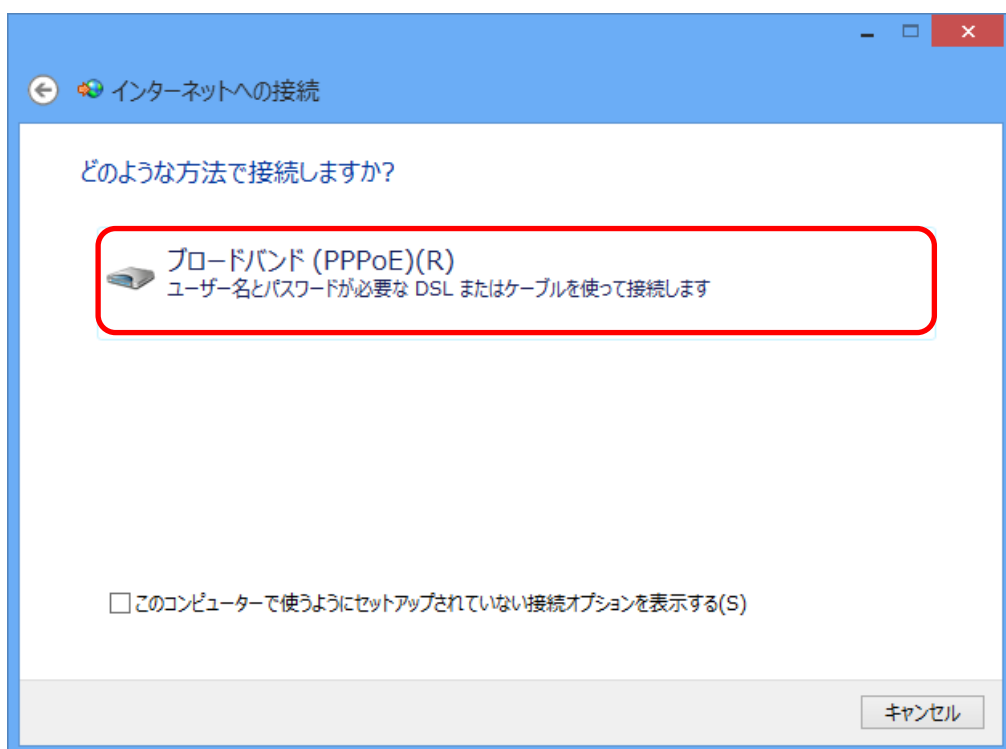 インターネットへの接続
どのような方法で接続しますか?
ブロードバンド (PPPoE)(R)
ユーザー名とパスワードが必要な DSL またはケーブルを使って接続します
このコンピューターで使うようにセットアップされていない接続オプションを表示する(S)
キャンセル